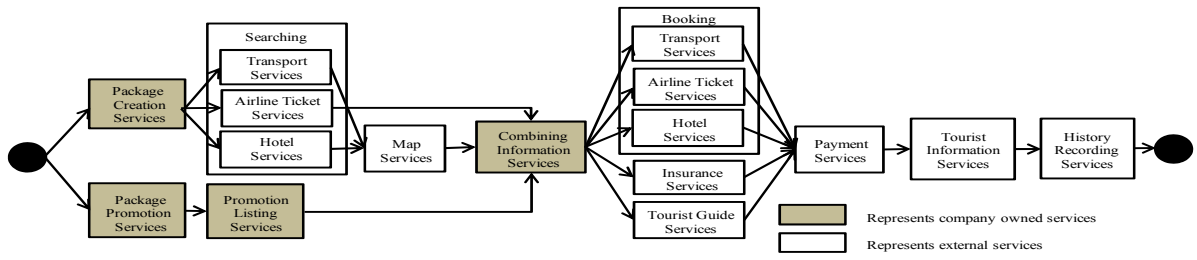 Package
Creation
Services
Package
Promotion
Services
Promotion
Listing
Services
Searching
Transport
Services
Airline Ticket
Services
Hotel
Services
Map
Services
Combining
Information
Services
Booking
Transport
Services
Airline Ticket
Services
Hotel
Services
Insurance
Services
Tourist Guide
Services
Payment
Services
Tourist
Information
Services
History
Recording
Services
Represents company owned services
Represents external services